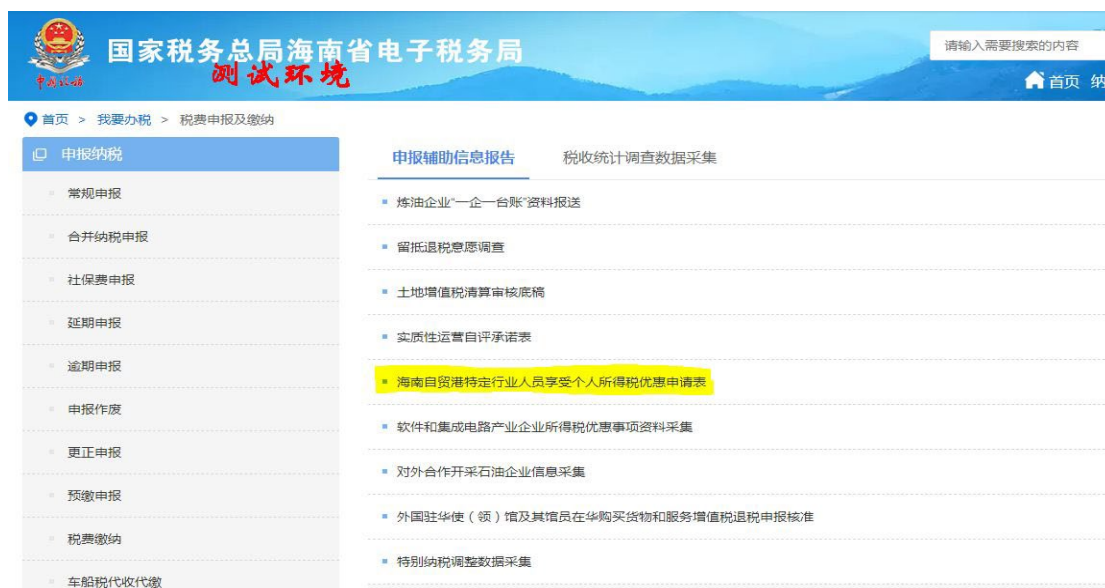 国家税务总局海南省电子税务局
测试环境
中国税务
请输入需要搜索的内容
首页 纳
首页 > 我要办税 > 税费申报及缴纳
申报纳税
常规申报
合并纳税申报
社保费申报
延期申报
逾期申报
申报作废
更正申报
预缴申报
税费缴纳
车船税代收代缴
申报辅助信息报告 税收统计调查数据采集
炼油企业“一企一台账”资料报送
留抵退税意愿调查
土地增值税清算审核底稿
实质性运营自评承诺表
海南自贸港特定行业人员享受个人所得税优惠申请表
软件和集成电路产业企业所得税优惠事项资料采集
对外合作开采石油企业信息采集
外国驻华使（领）馆及其馆员在华购买货物和服务增值税退税申报核准
特别纳税调整数据采集